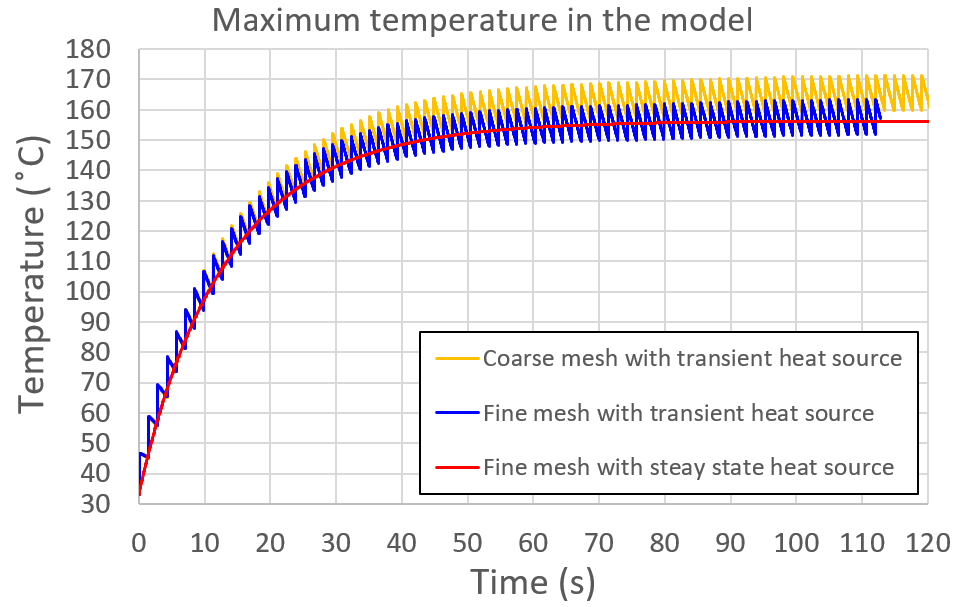 Maximum temperature in the model
180
170
160
150
140
130
120
110
100
90
80
70
60
50
40
30
Temperature (˚C)
Coarse mesh with transient heat source
Fine mesh with transient heat source
Fine mesh with steay state heat source
0 10 20 30 40 50 60 70 80 90 100 110 120
Time (s)